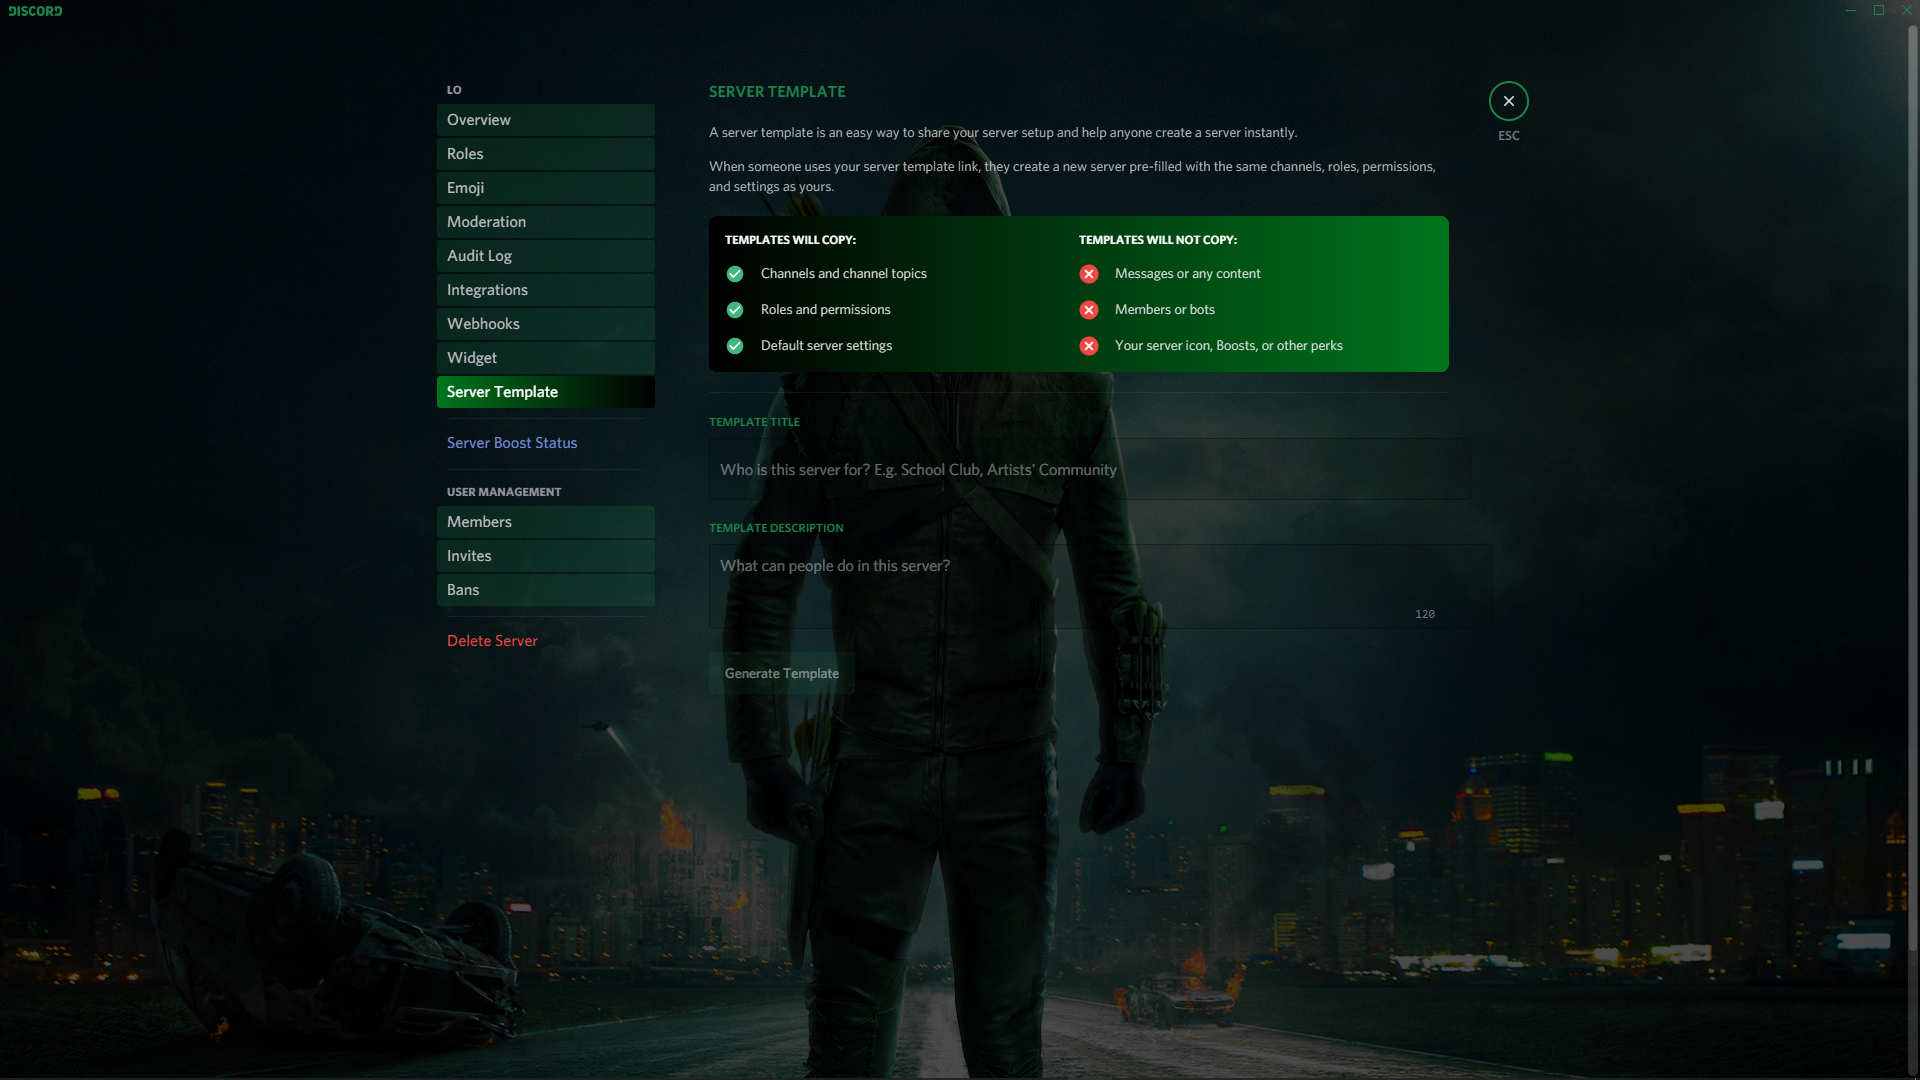 DISCORD
LO
Overview
Roles
Emoji
Moderation
Audit Log
Integrations
Webhooks
Widget
Server Template
Server Boost Status
USER MANAGEMENT
Members
Invites
Bans
Delete Server
SERVER TEMPLATE
A server template is an easy way to share your server setup and help anyone create a server instantly.
When someone uses your server template link, they create a new server pre-filled with the same channels, roles, permissions,
and settings as yours.
TEMPLATES WILL COPY:
Channels and channel topics
Roles and permissions
Default server settings
TEMPLATES WILL NOT COPY:
Messages or any content
Members or bots
Your server icon, Boosts, or other perks
TEMPLATE TITLE
Who is this server for? E.g. School Club, Artists' Community
TEMPLATE DESCRIPTION
What can people do in this server?
120
Generate Template
ESC